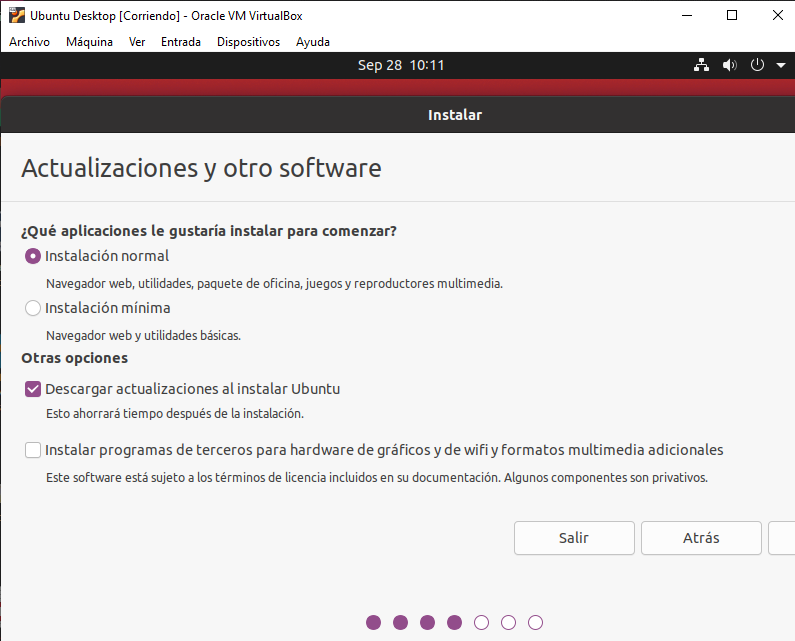 Ubuntu Desktop [Corriendo] - Oracle VM VirtualBox
Archivo Máquina Ver Entrada Dispositivos Ayuda
Sep 28 10:11
Instalar
Actualizaciones y otro software
¿Qué aplicaciones le gustaría instalar para comenzar?
Instalación normal
Navegador web, utilidades, paquete de oficina, juegos y reproductores multimedia.
Instalación mínima
Navegador web y utilidades básicas.
Otras opciones
Descargar actualizaciones al instalar Ubuntu
Esto ahorrará tiempo después de la instalación.
Instalar programas de terceros para hardware de gráficos y de wifi y formatos multimedia adicionales
Este software está sujeto a los términos de licencia incluidos en su documentación. Algunos componentes son privativos.
Salir Atrás